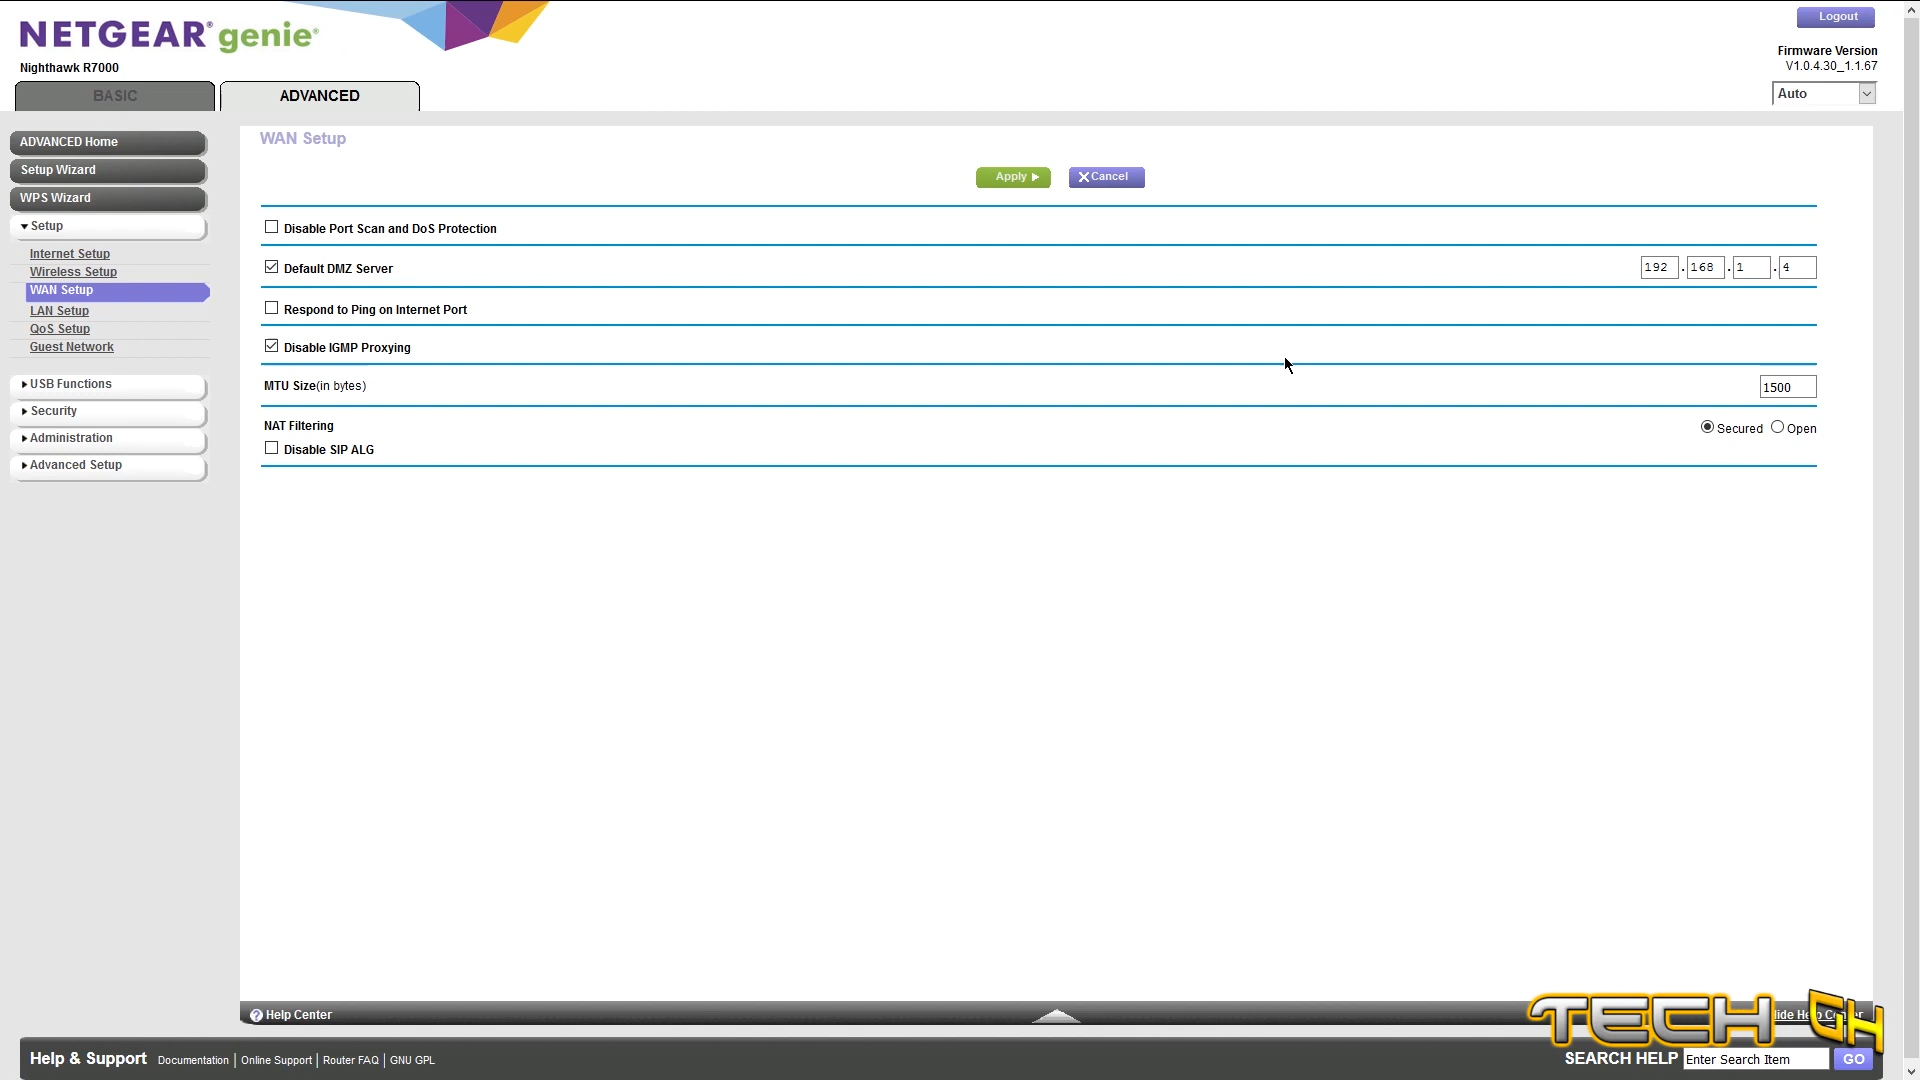 NETGEAR® genie®
Logout
Nighthawk R7000
Firmware Version
V1.0.4.30_1.1.67
BASIC
ADVANCED
Auto
ADVANCED Home
Setup Wizard
WPS Wizard
Setup
Internet Setup
Wireless Setup
WAN Setup
LAN Setup
QoS Setup
Guest Network
USB Functions
Security
Administration
Advanced Setup
WAN Setup
Apply
Cancel
Disable Port Scan and DoS Protection
Default DMZ Server 192 . 168 . 1 . 4
Respond to Ping on Internet Port
Disable IGMP Proxying
MTU Size(in bytes) 1500
NAT Filtering Secured Open
Disable SIP ALG
Help Center
TECH GH
Help & Support Documentation | Online Support | Router FAQ | GNU GPL
SEARCH HELP Enter Search Item GO